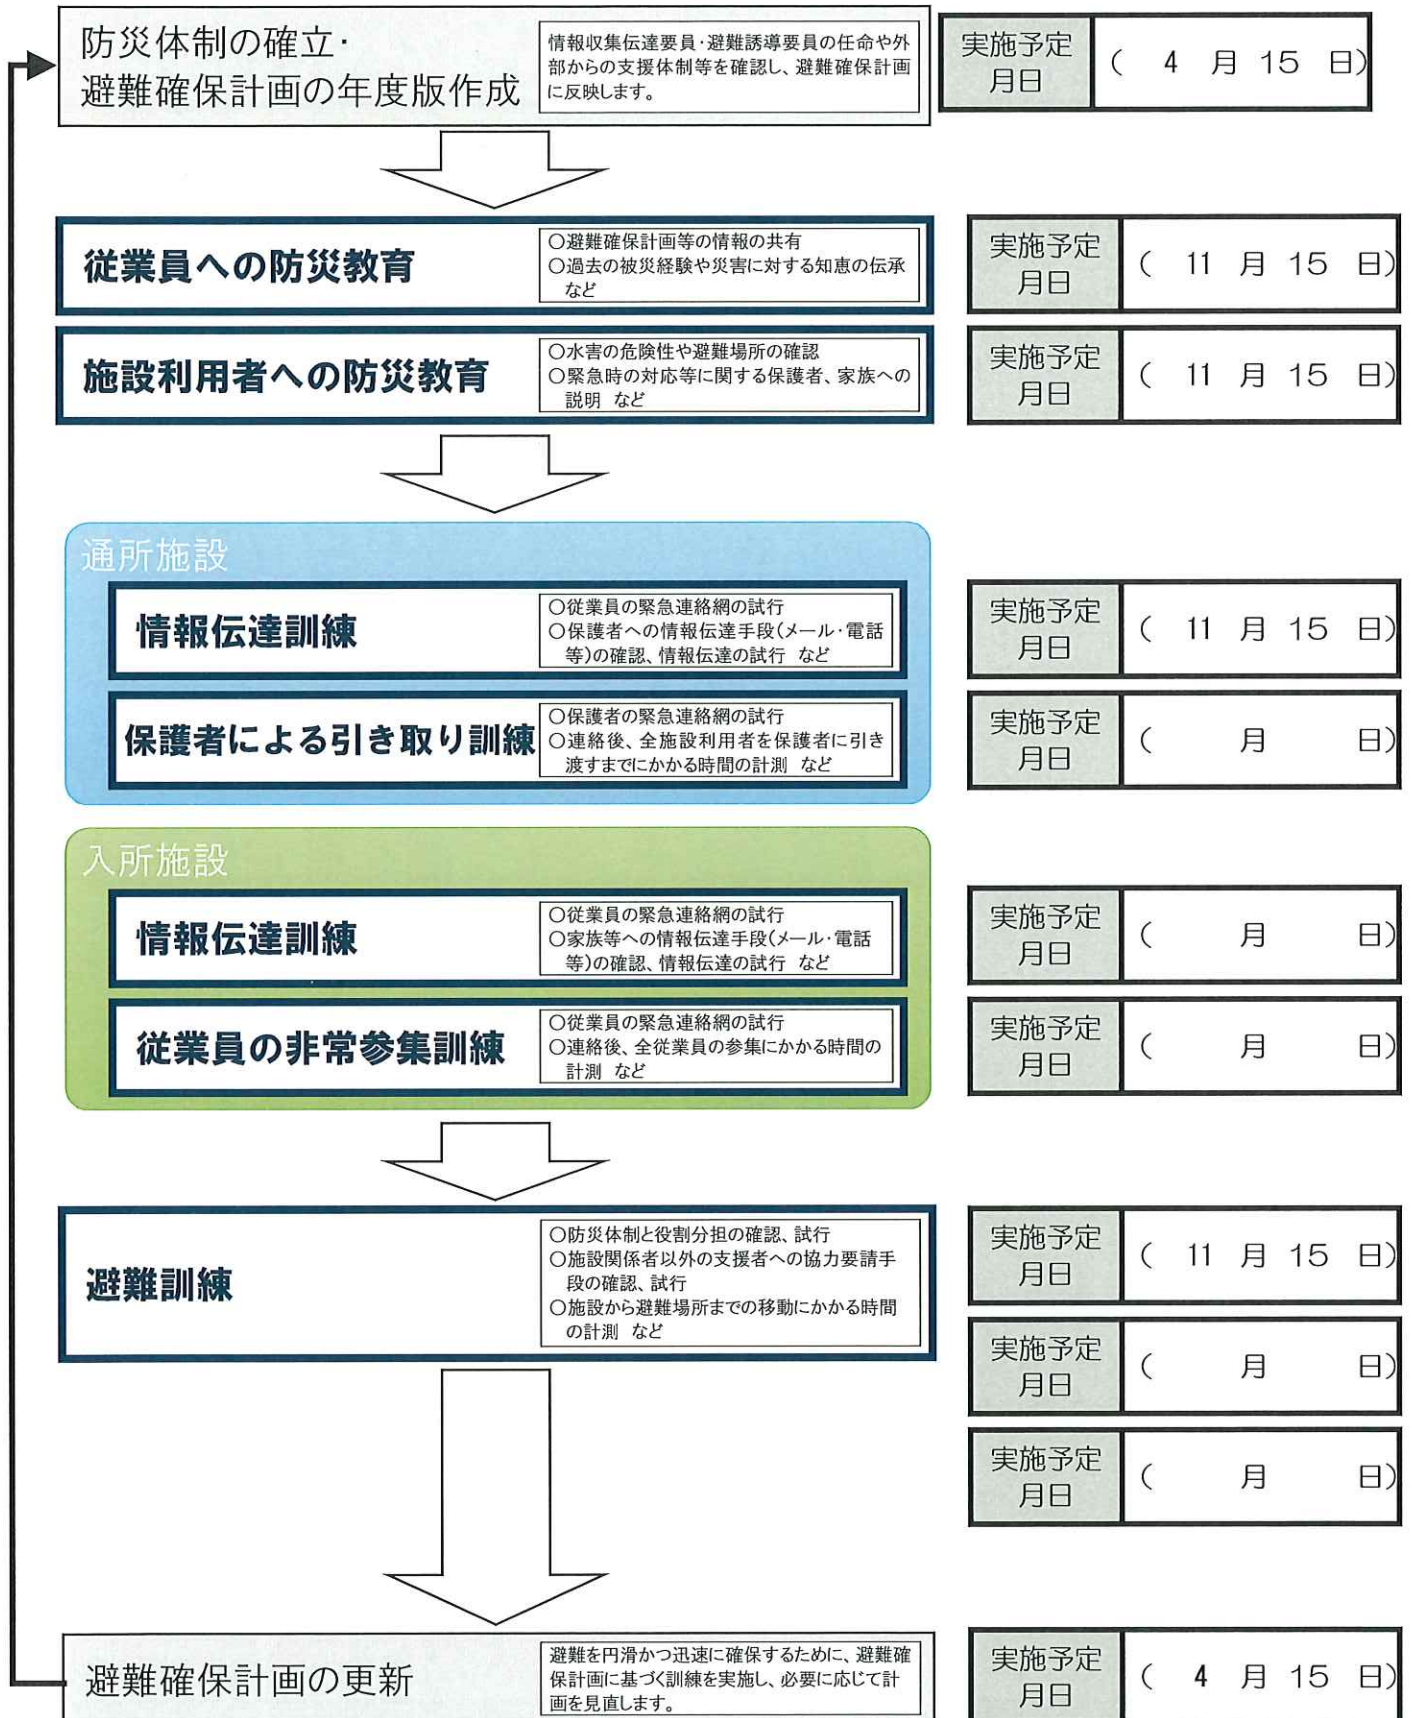 防災体制の確立・
避難確保計画の年度版作成
情報収集伝達要員・避難誘導要員の任命や外
部からの支援体制等を確認し、避難確保計画
に反映します。
実施予定
月日
( 4 月 15 日)
従業員への防災教育
○避難確保計画等の情報の共有
○過去の被災経験や災害に対する知恵の伝承
など
実施予定
月日
( 11 月 15 日)
施設利用者への防災教育
○水害の危険性や避難場所の確認
○緊急時の対応等に関する保護者、家族への
説明 など
実施予定
月日
( 11 月 15 日)
通所施設
情報伝達訓練
○従業員の緊急連絡網の試行
○保護者への情報伝達手段(メール・電話
等)の確認、情報伝達の試行 など
実施予定
月日
( 11 月 15 日)
保護者による引き取り訓練
○保護者の緊急連絡網の試行
○連絡後、全施設利用者を保護者に引き
渡すまでにかかる時間の計測 など
実施予定
月日
( 月 日)
入所施設
情報伝達訓練
○従業員の緊急連絡網の試行
○家族等への情報伝達手段(メール・電話
等)の確認、情報伝達の試行 など
実施予定
月日
( 月 日)
従業員の非常参集訓練
○従業員の緊急連絡網の試行
○連絡後、全従業員の参集にかかる時間の
計測 など
実施予定
月日
( 月 日)
避難訓練
○防災体制と役割分担の確認、試行
○施設関係者以外の支援者への協力要請手
段の確認、試行
○施設から避難場所までの移動にかかる時間
の計測 など
実施予定
月日
( 11 月 15 日)
実施予定
月日
( 月 日)
実施予定
月日
( 月 日)
避難確保計画の更新
避難を円滑かつ迅速に確保するために、避難確
保計画に基づく訓練を実施し、必要に応じて計
画を見直します。
実施予定
月日
( 4 月 15 日)